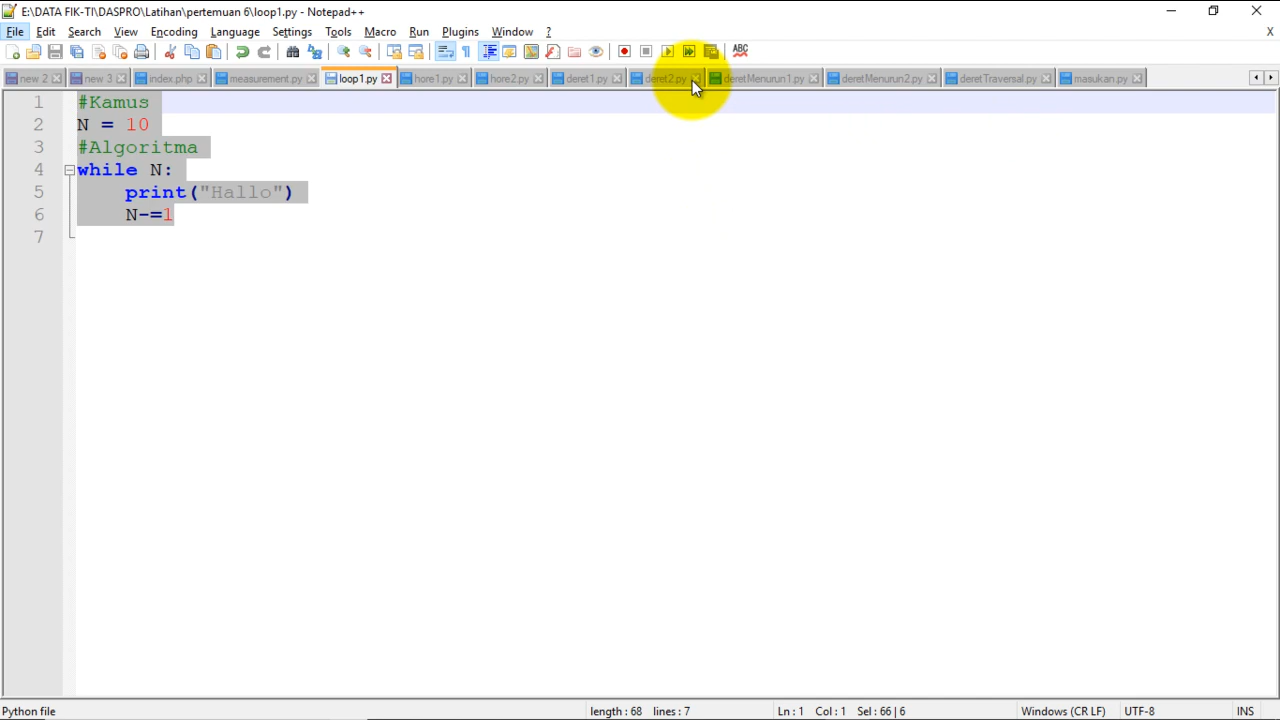 E:\DATA FIK-TI\DASPRO\Latihan\pertemuan 6\loop1.py - Notepad++
File Edit Search View Encoding Language Settings Tools Macro Run Plugins Window ?
X
ABC
new 2 new 3 index.php measurement.py loop1.py hore1.py hore2.py deret1.py deret2.py deretMenurun1.py deretMenurun2.py deretTraversal.py masukan.py
1 #Kamus
2 N = 10
3 #Algoritma
4 while N:
5 print("Hallo")
6 N-=1
7
Python file length : 68 lines : 7 Ln : 1 Col : 1 Sel : 66 | 6 Windows (CR LF) UTF-8 INS